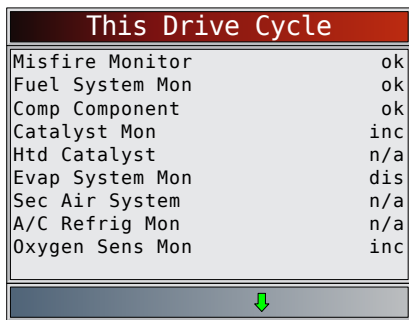 This Drive Cycle
Misfire Monitor ok
Fuel System Mon ok
Comp Component ok
Catalyst Mon inc
Htd Catalyst n/a
Evap System Mon dis
Sec Air System n/a
A/C Refrig Mon n/a
Oxygen Sens Mon inc